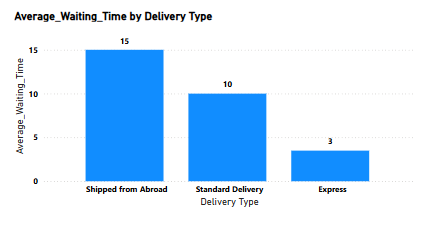 Average_Waiting_Time by Delivery Type
Average_Waiting_Time
15
10
5
0
15
10
3
Shipped from Abroad
Standard Delivery
Express
Delivery Type